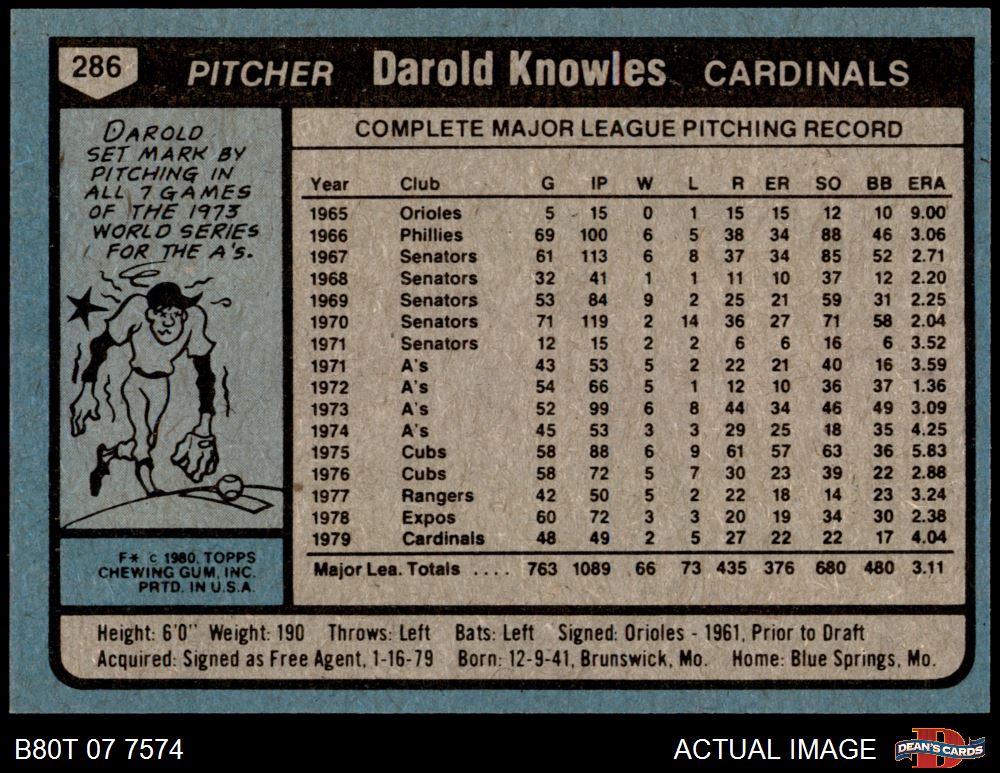 286 PITCHER Darold Knowles CARDINALS
DAROLD
SET MARK BY
PITCHING IN
ALL 7 GAMES
OF THE 1973
WORLD SERIES
FOR THE A's.
F* © 1980, TOPPS
CHEWING GUM, INC.
PRTD. IN U.S.A.
COMPLETE MAJOR LEAGUE PITCHING RECORD
Year Club G IP W L R ER SO BB ERA
1965 Orioles 5 15 0 1 15 15 12 10 9.00
1966 Phillies 69 100 6 5 38 34 88 46 3.06
1967 Senators 61 113 6 8 37 34 85 52 2.71
1968 Senators 32 41 1 1 11 10 37 12 2.20
1969 Senators 53 84 9 2 25 21 59 31 2.25
1970 Senators 71 119 2 14 36 27 71 58 2.04
1971 Senators 12 15 2 2 6 6 16 6 3.52
1971 A's 43 53 5 2 22 21 40 16 3.59
1972 A's 54 66 5 1 12 10 36 37 1.36
1973 A's 52 99 6 8 44 34 46 49 3.09
1974 A's 45 53 3 3 29 25 18 35 4.25
1975 Cubs 58 88 6 9 61 57 63 36 5.83
1976 Cubs 58 72 5 7 30 23 39 22 2.88
1977 Rangers 42 50 5 2 22 18 14 23 3.24
1978 Expos 60 72 3 3 20 19 34 30 2.38
1979 Cardinals 48 49 2 5 27 22 22 17 4.04
Major Lea. Totals .... 763 1089 66 73 435 376 680 480 3.11
Height: 6'0" Weight: 190 Throws: Left Bats: Left Signed: Orioles - 1961, Prior to Draft
Acquired: Signed as Free Agent, 1-16-79 Born: 12-9-41, Brunswick, Mo. Home: Blue Springs, Mo.
B80T 07 7574 ACTUAL IMAGE D DEAN'S CARDS